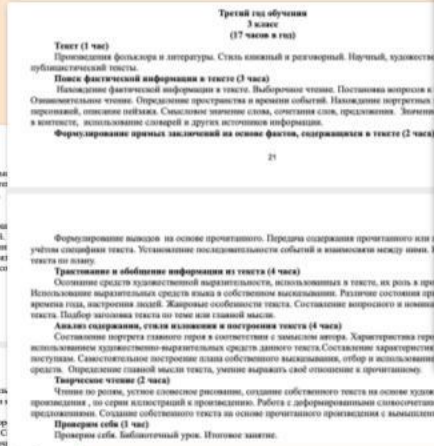 Третий год обучения
3 класс
(17 часов в год)
Текст (1 час)
Произведения фольклора и литературы. Стиль книжный и разговорный. Научный,
публицистический тексты.
Поиск фактической информации в тексте (3 часа)
Нахождение фактической информации в тексте. Выборочное чтение. Постановка вопросов к
Ознакомительное чтение. Определение пространства и времени событий. Нахождение портретных
персонажей, описание пейзажа. Смысловое значение слова, сочетания слов, предложения.
в контексте, использование словарей и других источников информации.
Формулирование прямых заключений на основе фактов, содержащихся в тексте (2 часа)
21
Формулирование выводов на основе прочитанного. Передача содержания прочитанного или
учётом специфики текста. Установление последовательности событий и взаимосвязи между ними.
текста по плану.
Трактование и обобщение информации из текста (4 часа)
Осознание средств художественной выразительности, использованных в тексте, их роль в
Использование выразительных средств языка в собственном высказывании. Различие состояния
времена года, настроения людей. Жанровые особенности текста. Составление вопросного и
текста. Подбор заголовка текста по теме или главной мысли.
Анализ содержания, стиля изложения и построения текста (4 часа)
Составление портрета главного героя в соответствии с замыслом автора. Характеристика
использованием художественно-выразительных средств данного текста.Составление характеристики
поступкам. Самостоятельное построение плана собственного высказывания, отбор и использование
средств. Определение главной мысли текста, умение выражать своё отношение к прочитанному.
Творческое чтение (2 часа)
Чтение по ролям, устное словесное рисование, создание собственного текста на основе
произведения , по серии иллюстраций к произведению. Работа с деформированными
предложениями. Создание собственного текста на основе прочитанного произведения с
Проверим себя (1 час)
Проверим себя. Библиотечный урок. Итоговое занятие.